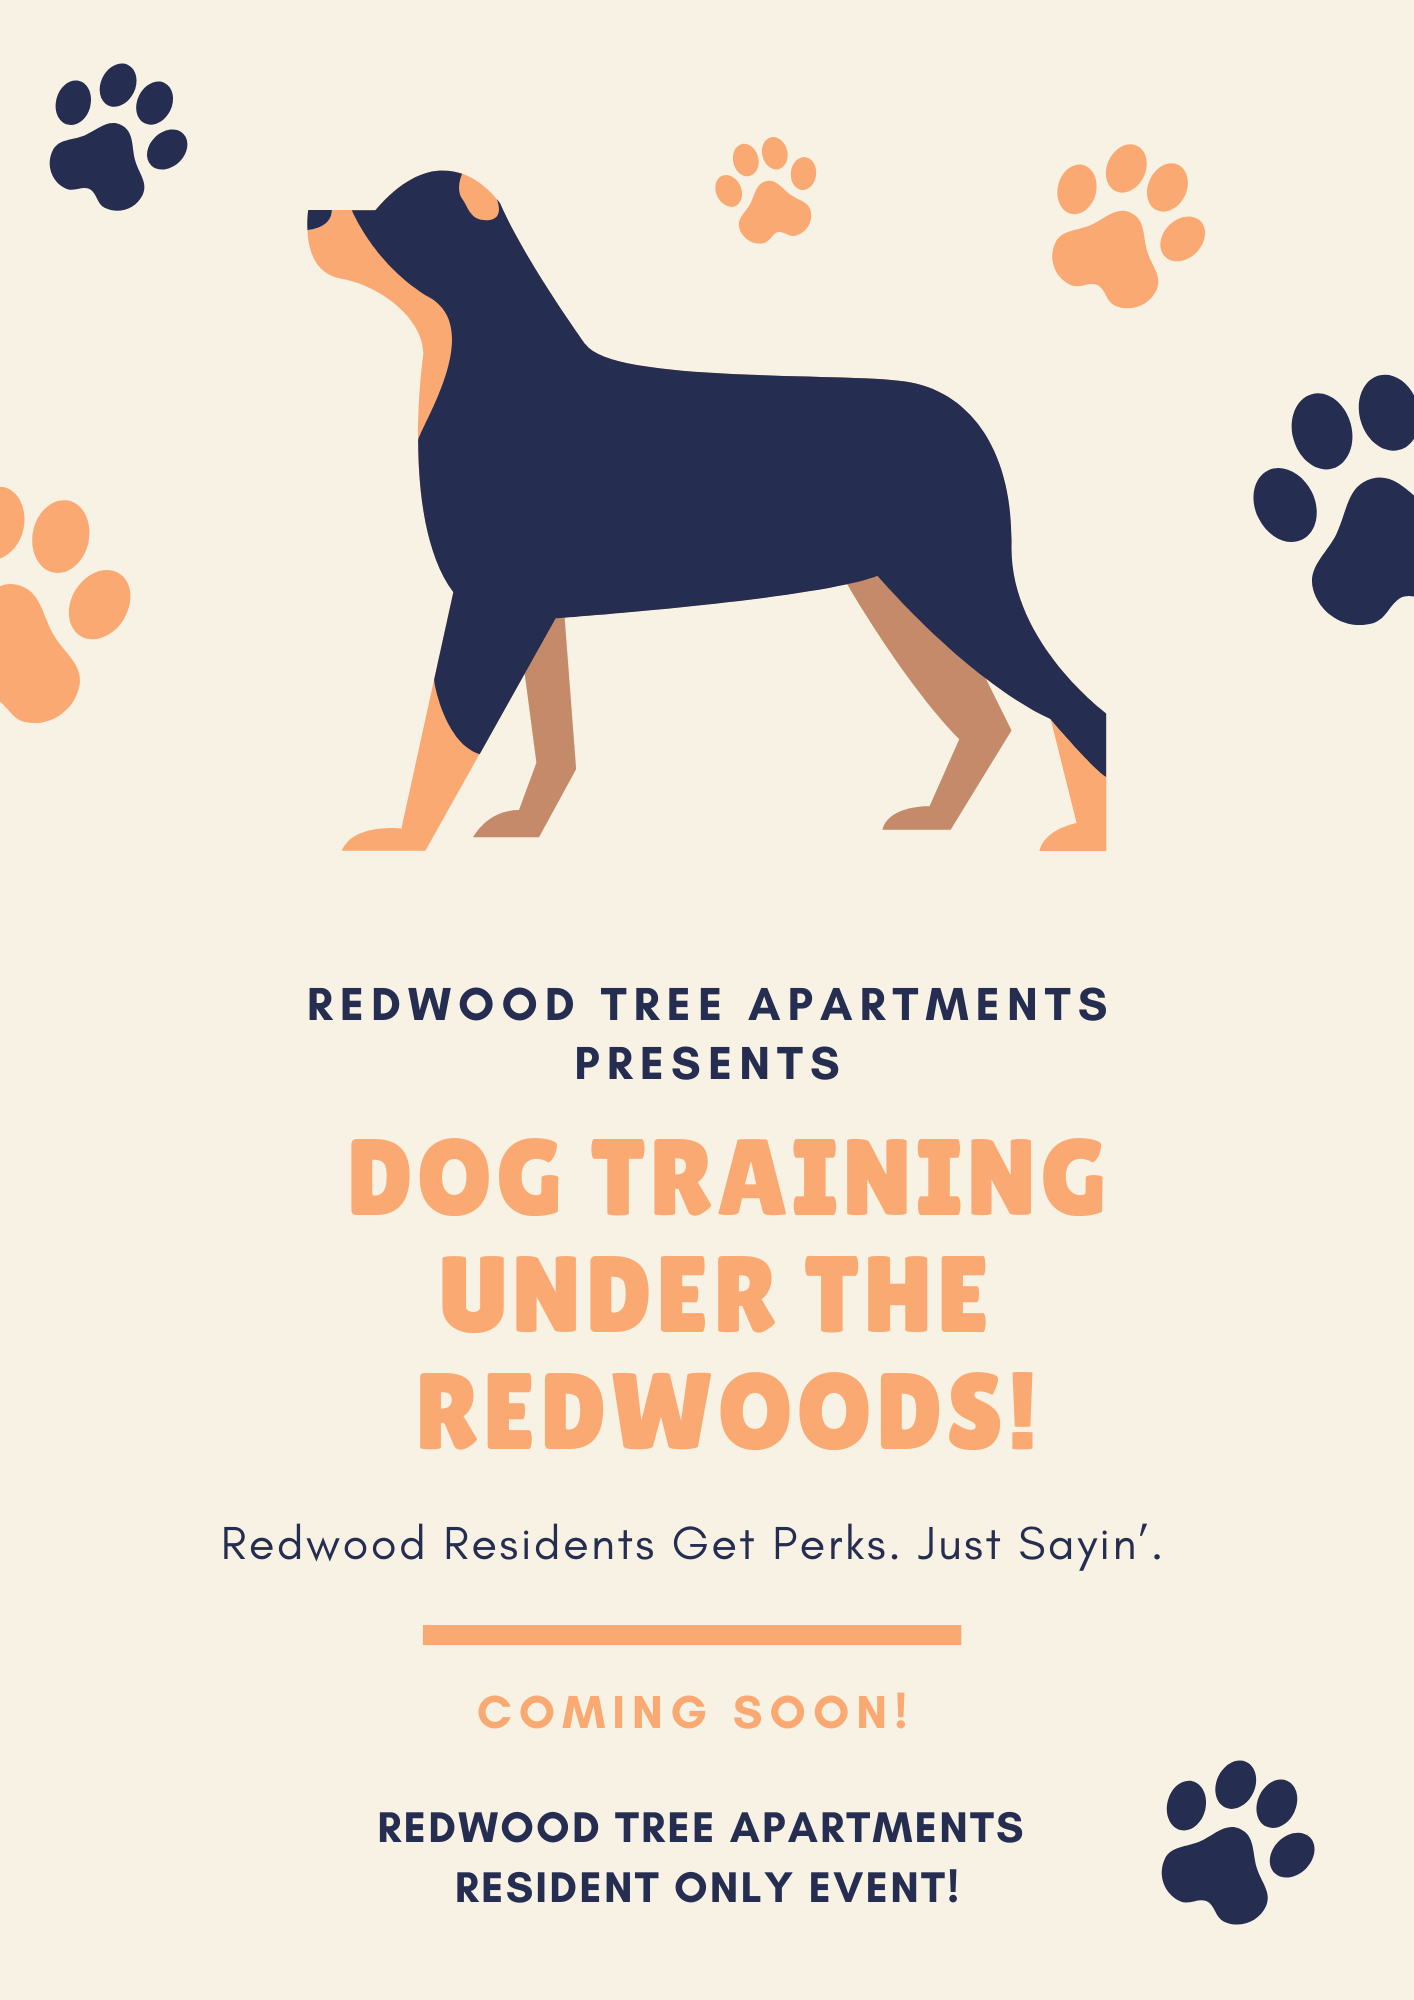 REDWOOD TREE APARTMENTS
PRESENTS
DOG TRAINING
UNDER THE
REDWOODS!
Redwood Residents Get Perks. Just Sayin’.
COMING SOON!
REDWOOD TREE APARTMENTS
RESIDENT ONLY EVENT!